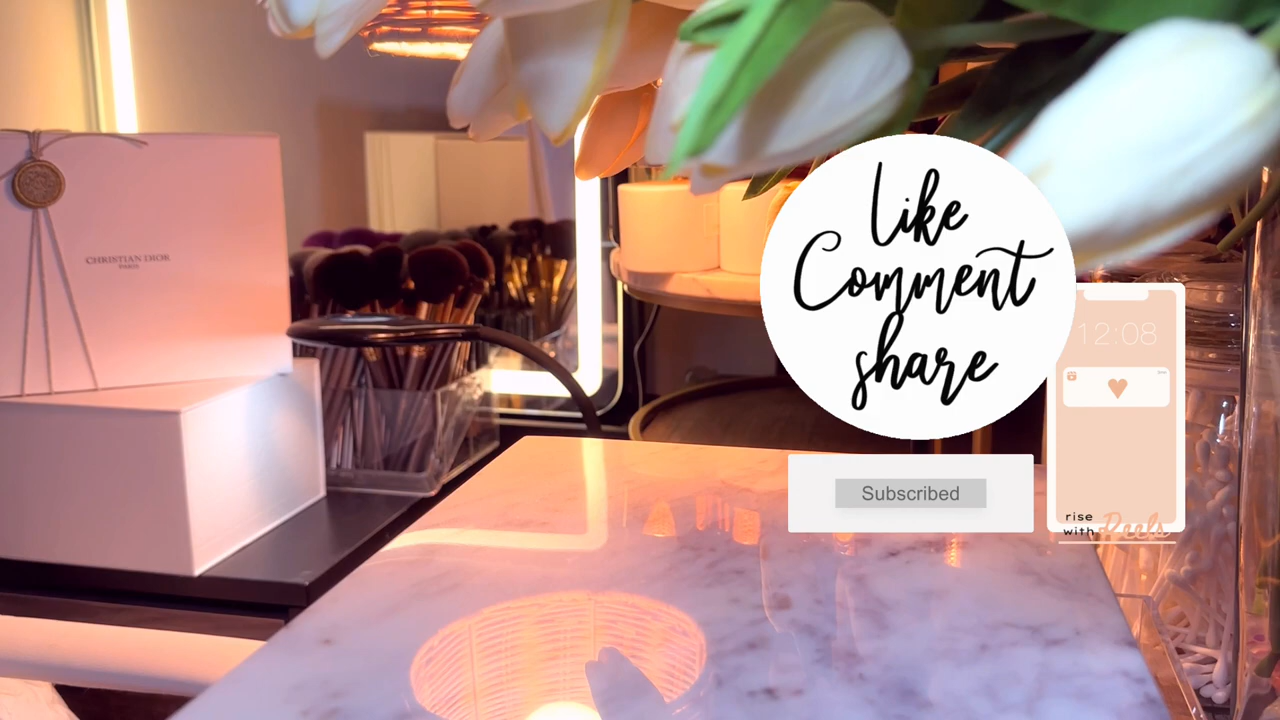 CHRISTIAN DIOR
PARIS
like
Comment
share
12:08
Subscribed
rise
with Reels